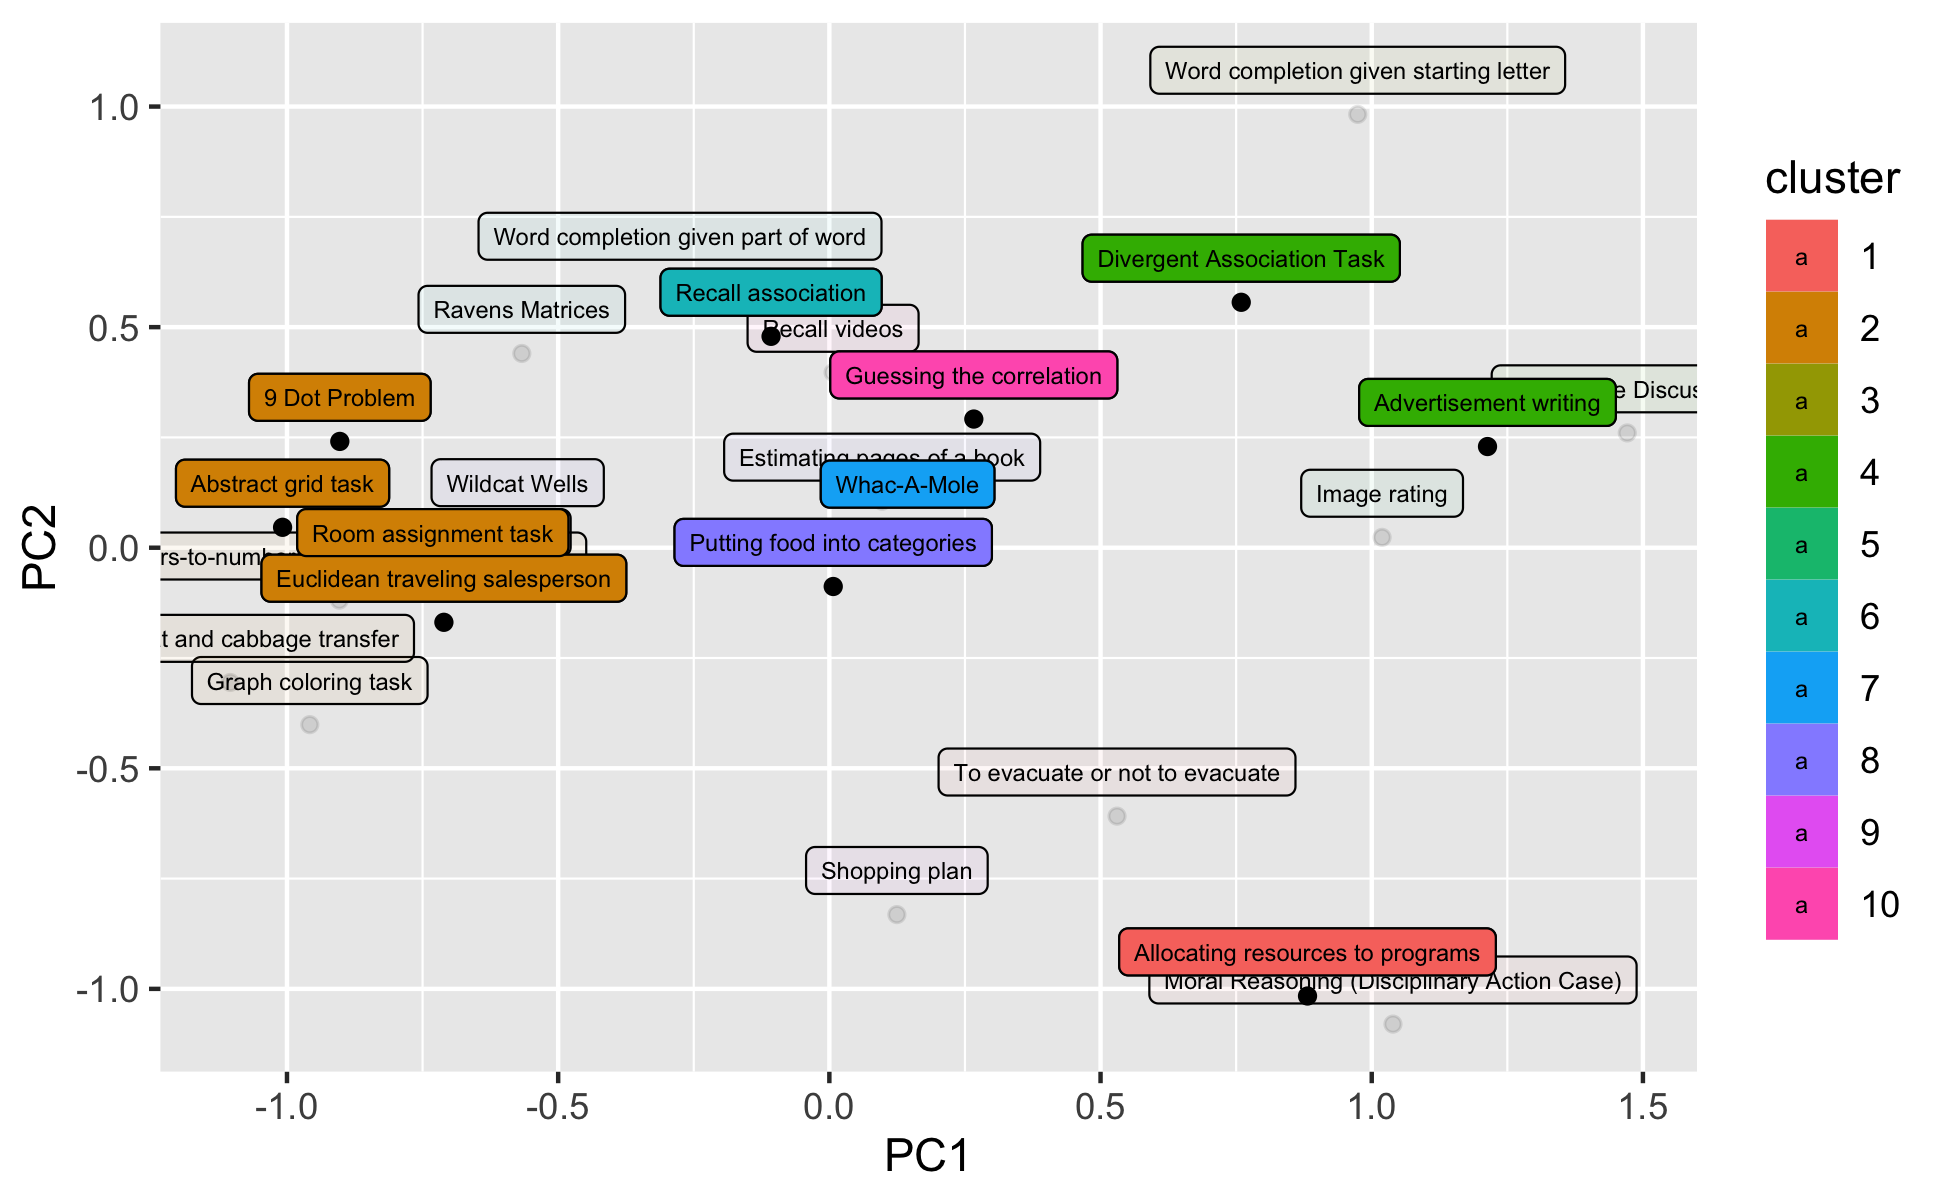 Word completion given starting letter
1.0
Word completion given part of word
Divergent Association Task
Recall association
Ravens Matrices
0.5
Recall videos
Guessing the correlation
9 Dot Problem
Advertisement writing
e Discus
Estimating pages of a book
Abstract grid task
Wildcat Wells
Whac-A-Mole
Image rating
Room assignment task
Putting food into categories
0.0
rs-to-numb
Euclidean traveling salesperson
t and cabbage transfer
Graph coloring task
-0.5
To evacuate or not to evacuate
Shopping plan
Allocating resources to programs
Moral Reasoning (Disciplinary Action Case)
-1.0
-1.0
-0.5
0.0
0.5
1.0
1.5
PC1
PC2
cluster
a 1
a 2
a 3
a 4
a 5
a 6
a 7
a 8
a 9
a 10